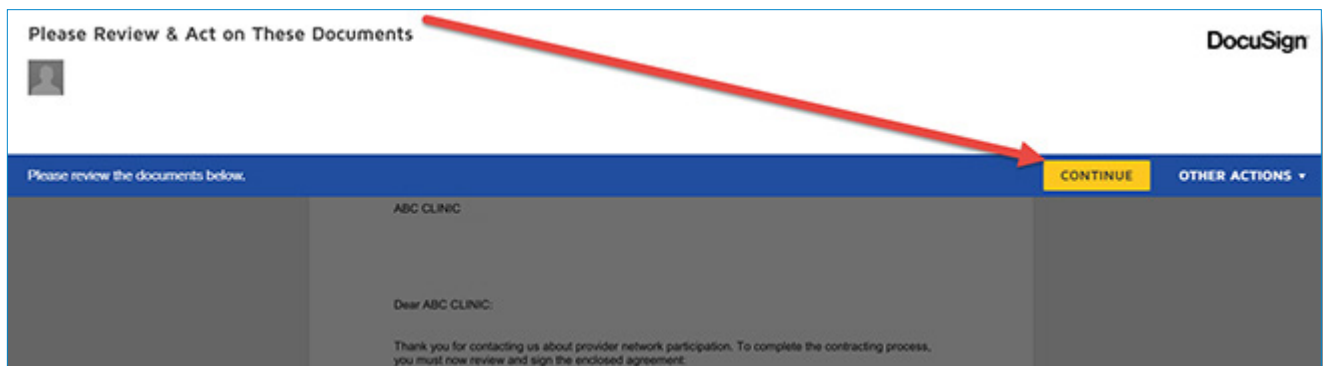 Please Review & Act on These Documents
DocuSign
Please review the documents below.
CONTINUE
OTHER ACTIONS
ABC CLINIC
Dear ABC CLINIC:
Thank you for contacting us about provider network participation. To complete the contracting process,
you must now review and sign the enclosed agreement: